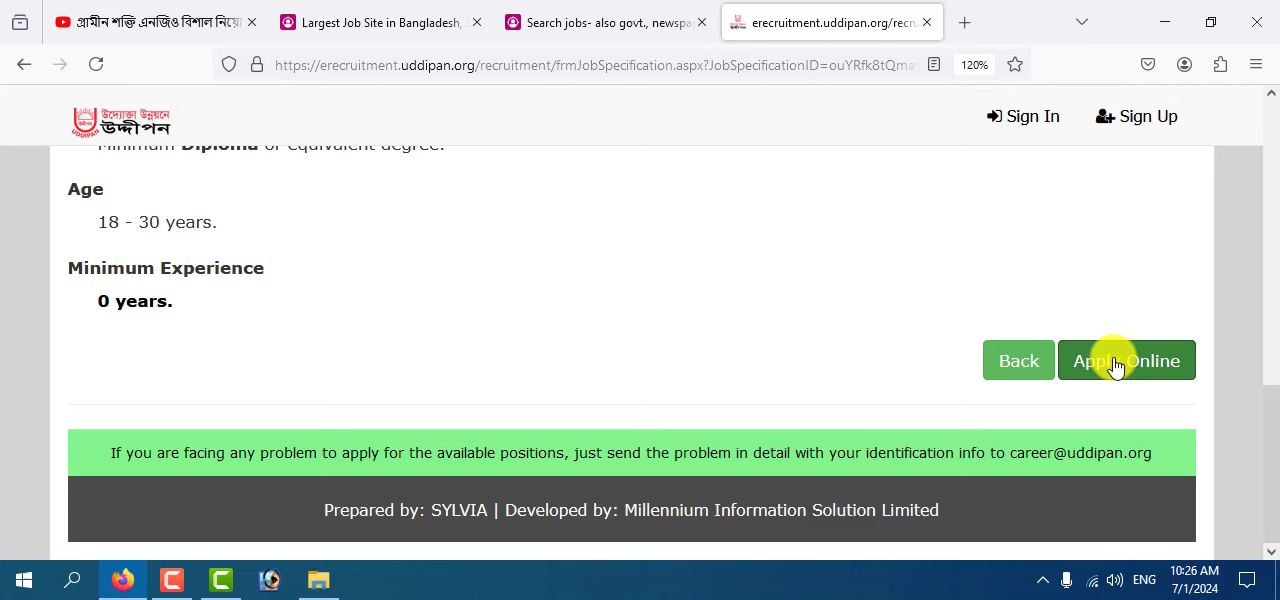 গ্রামীন শক্তি এনজিও বিশাল নিয়ো
Largest Job Site in Bangladesh,
Search jobs- also govt, newspa
erecruitment.uddipan.org/recru
https://erecruitment.uddipan.org/recruitment/frmJobSpecification.aspx?JobSpecificationID=ouYRfk8tQma
120%
উদ্যোক্তা উন্নয়নে
উদ্দীপন
UDDIPAN
Sign In
Sign Up
Minimum Diploma or equivalent degree.
Age
18 - 30 years.
Minimum Experience
0 years.
Back
Apply Online
If you are facing any problem to apply for the available positions, just send the problem in detail with your identification info to career@uddipan.org
Prepared by: SYLVIA | Developed by: Millennium Information Solution Limited
ENG
10:26 AM
7/1/2024